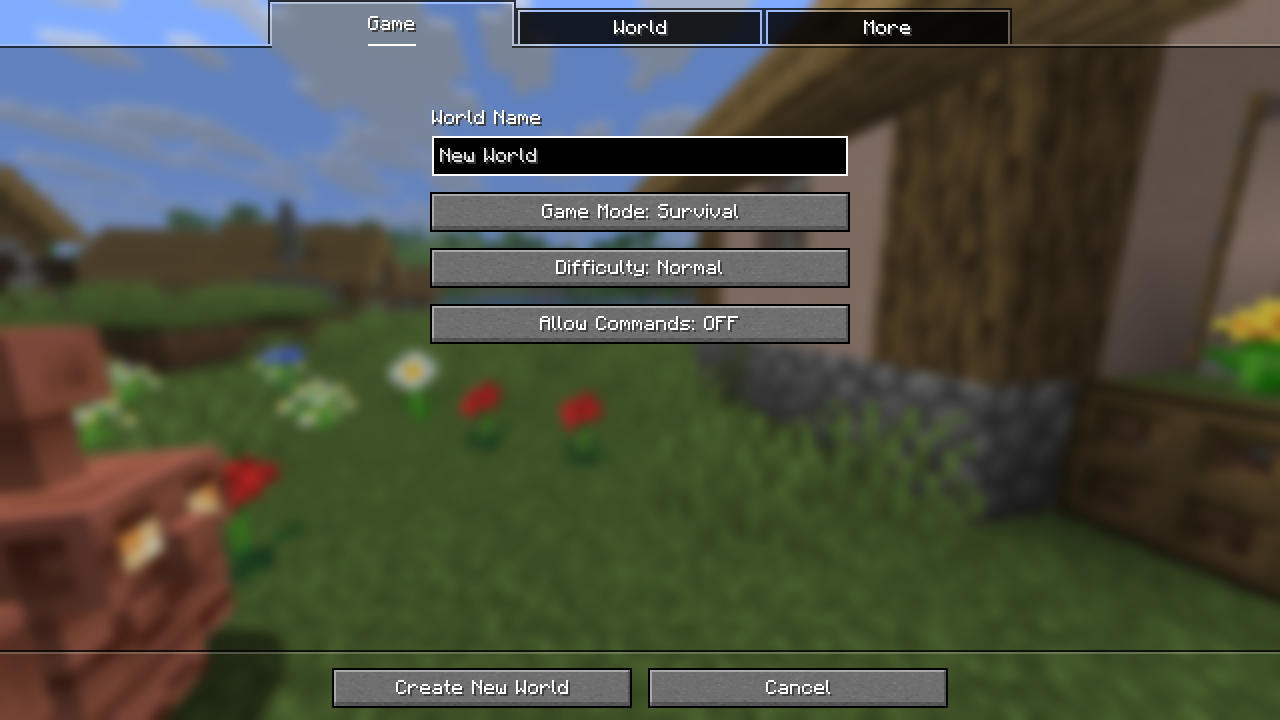 Game
World
More
World Name
New World
Game Mode: Survival
Difficulty: Normal
Allow Commands: OFF
Create New World
Cancel